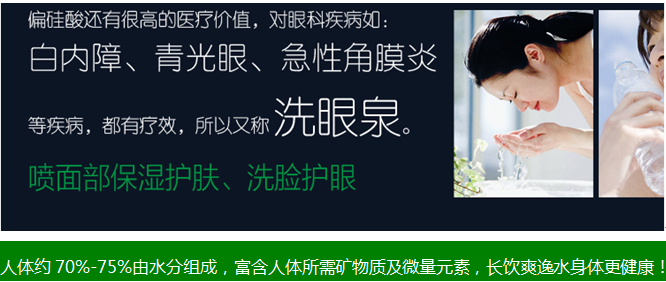 偏硅酸还有很高的医疗价值，对眼科疾病如：
白内障、青光眼、急性角膜炎
等疾病，都有疗效，所以又称洗眼泉。
喷面部保湿护肤、洗脸护眼
人体约 70%-75%由水分组成，富含人体所需矿物质及微量元素，长饮爽逸水身体更健康！